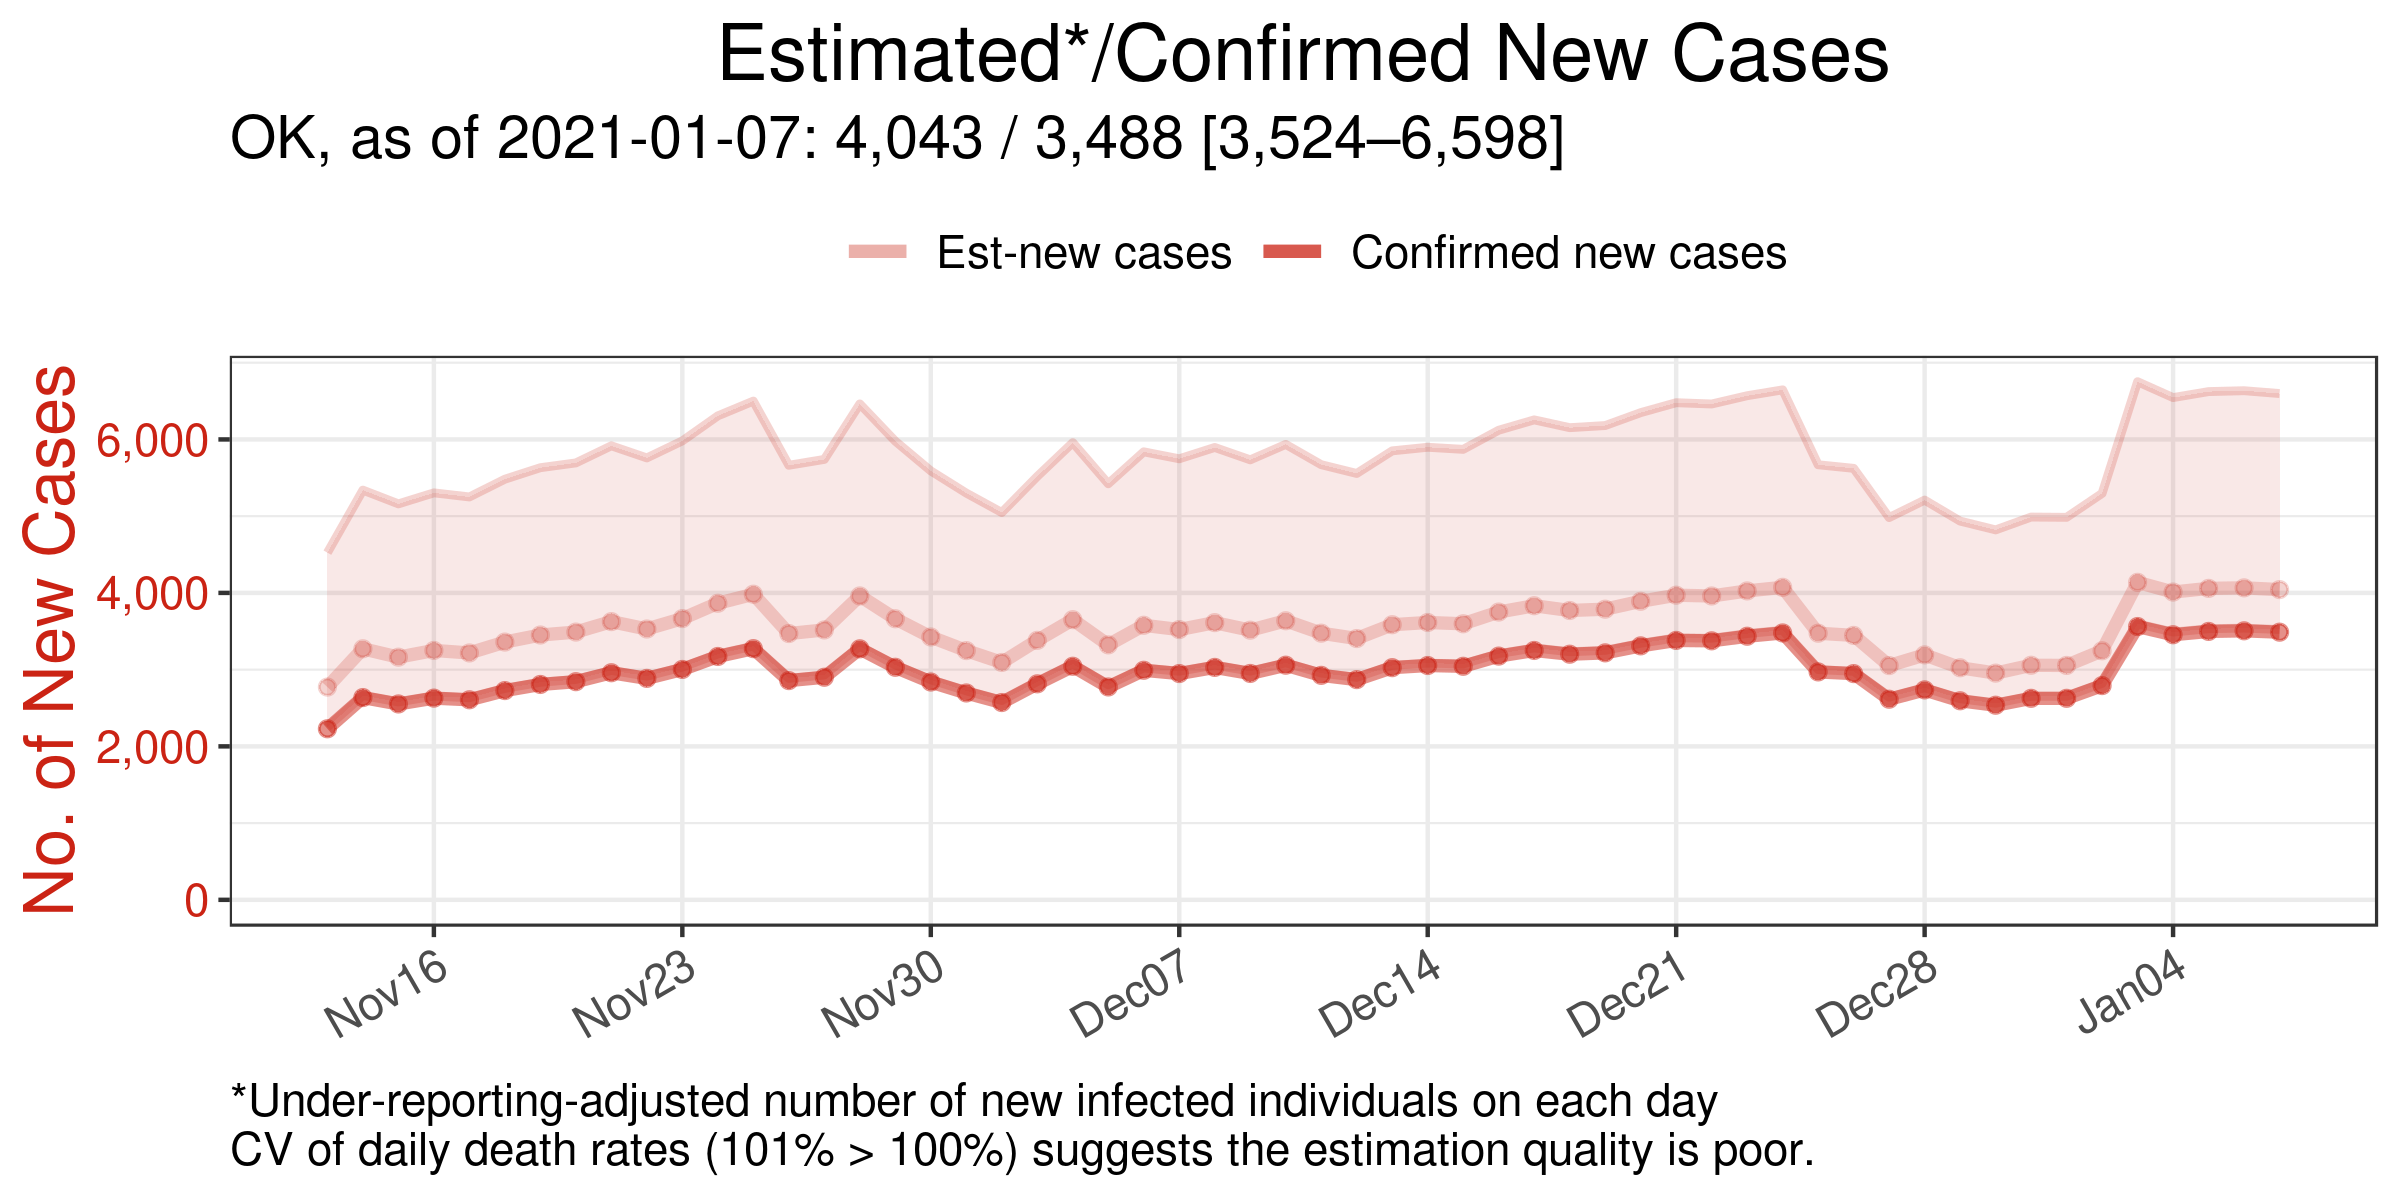 Estimated*/Confirmed New Cases
OK, as of 2021-01-07: 4,043 / 3,488 [3,524–6,598]
Est-new cases Confirmed new cases
No. of New Cases
6,000
4,000
2,000
0
Nov16 Nov23 Nov30 Dec07 Dec14 Dec21 Dec28 Jan04
*Under-reporting-adjusted number of new infected individuals on each day
CV of daily death rates (101% > 100%) suggests the estimation quality is poor.